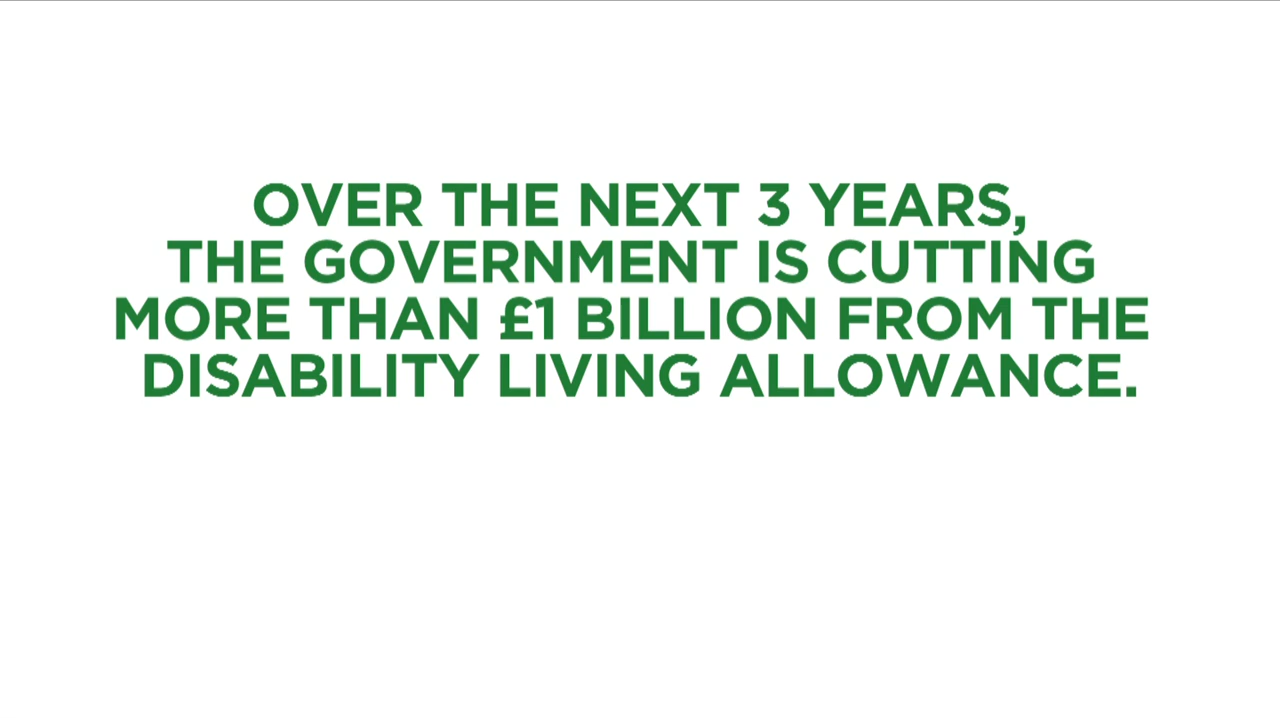 OVER THE NEXT 3 YEARS,
THE GOVERNMENT IS CUTTING
MORE THAN £1 BILLION FROM THE
DISABILITY LIVING ALLOWANCE.